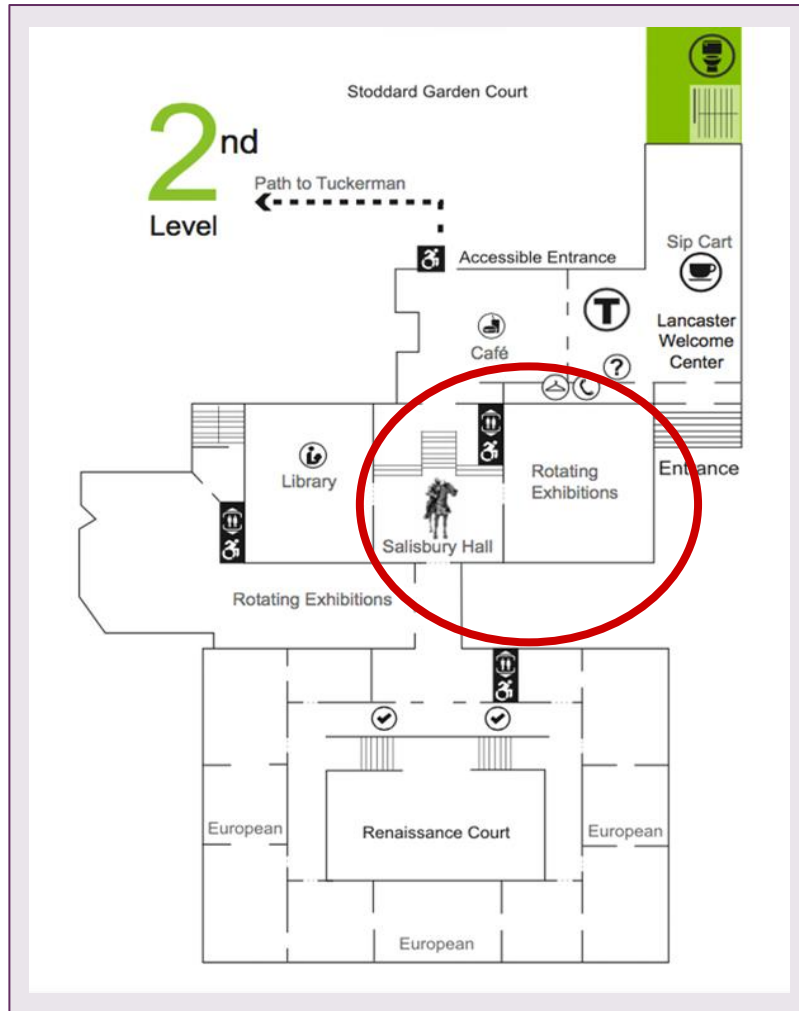 Stoddard Garden Court
2nd
Level
Path to Tuckerman
Accessible Entrance
Sip Cart
T
Lancaster
Welcome
Center
Café
?
Entrance
Library
Rotating
Exhibitions
Salisbury Hall
Rotating Exhibitions
European
Renaissance Court
European
European